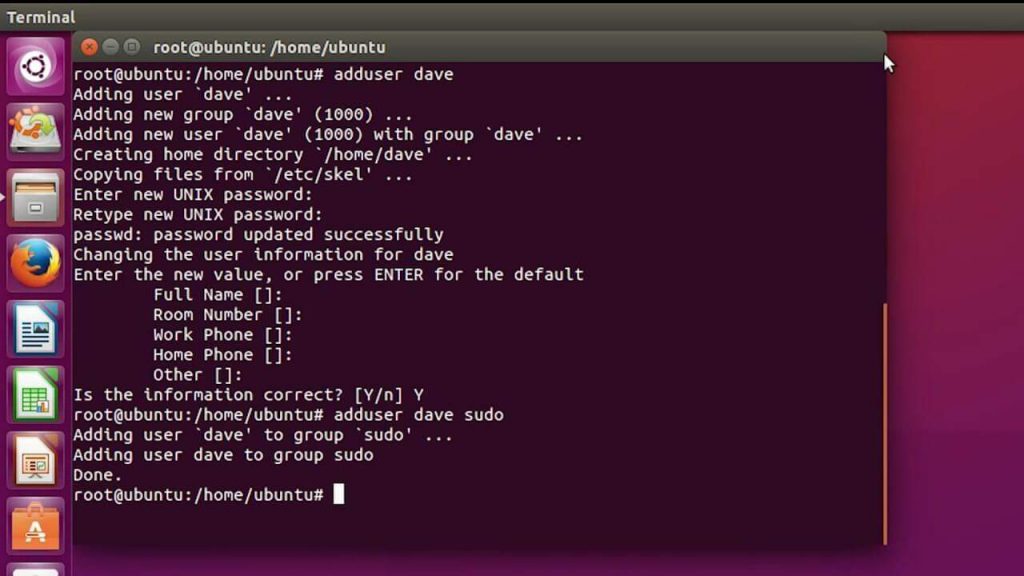 Terminal
root@ubuntu: /home/ubuntu
root@ubuntu:/home/ubuntu# adduser dave
Adding user `dave' ...
Adding new group `dave' (1000) ...
Adding new user `dave' (1000) with group `dave' ...
Creating home directory `/home/dave' ...
Copying files from `/etc/skel' ...
Enter new UNIX password:
Retype new UNIX password:
passwd: password updated successfully
Changing the user information for dave
Enter the new value, or press ENTER for the default
        Full Name []:
        Room Number []:
        Work Phone []:
        Home Phone []:
        Other []:
Is the information correct? [Y/n] Y
root@ubuntu:/home/ubuntu# adduser dave sudo
Adding user `dave' to group `sudo' ...
Adding user dave to group sudo
Done.
root@ubuntu:/home/ubuntu#